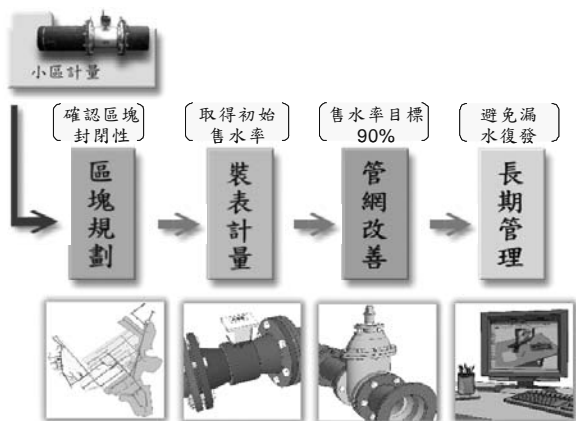 小區計量
確認區塊
封閉性
取得初始
售水率
售水率目標
90%
避免漏
水復發
區塊規劃
裝表計量
管網改善
長期管理